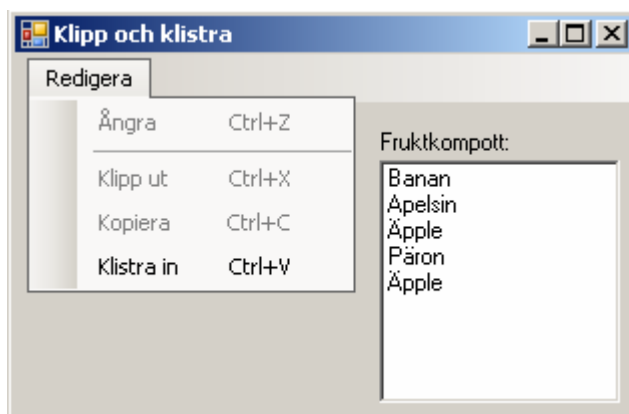 Klipp och klistra
Redigera
Ångra Ctrl+Z
Klipp ut Ctrl+X
Kopiera Ctrl+C
Klistra in Ctrl+V
Fruktkompott:
Banan
Apelsin
Äpple
Päron
Äpple